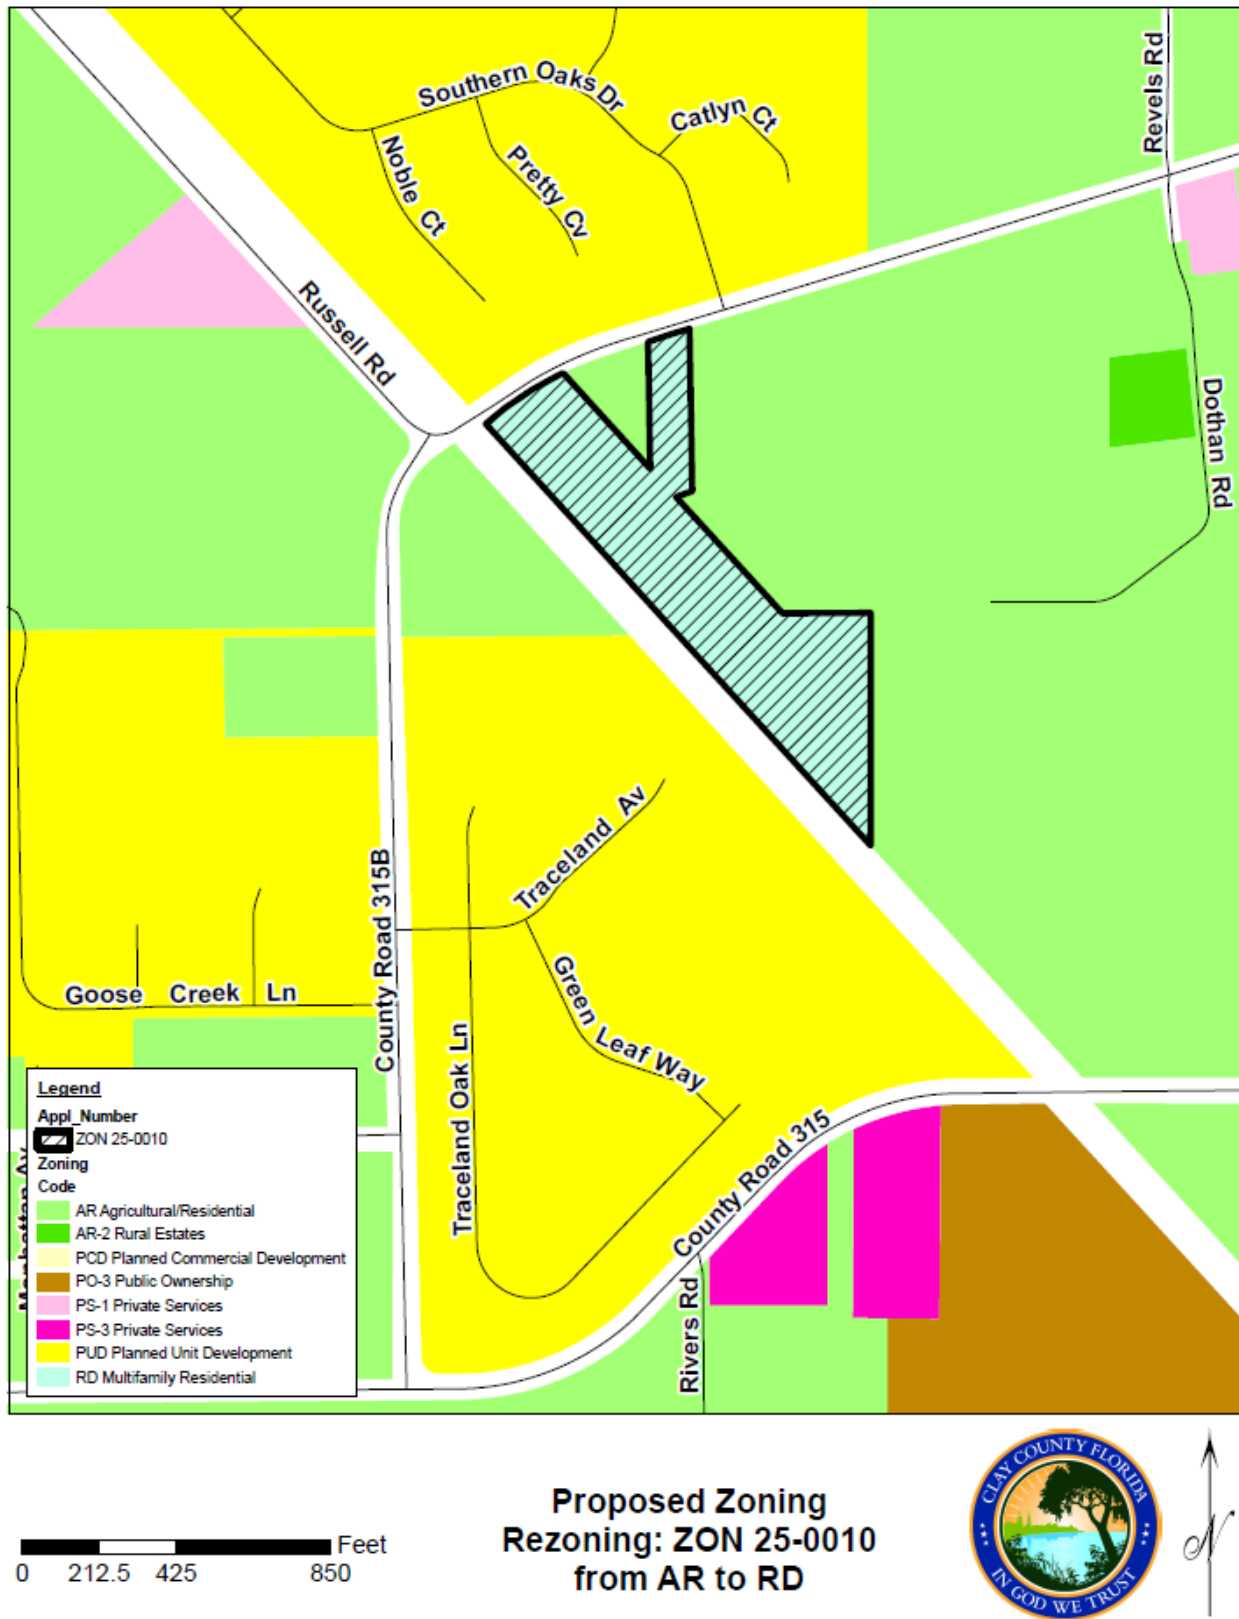 Revels Rd
Southern Oaks Dr
Catlyn Ct
Noble Ct
Pretty Cv
Russell Rd
Dothan Rd
Traceland Av
County Road 315B
Goose Creek Ln
Green Leaf Way
Traceland Oak Ln
County Road 315
Rivers Rd
Legend
Appl_Number
ZON 25-0010
Zoning
Code
AR Agricultural/Residential
AR-2 Rural Estates
PCD Planned Commercial Development
PO-3 Public Ownership
PS-1 Private Services
PS-3 Private Services
PUD Planned Unit Development
RD Multifamily Residential
Feet
0 212.5 425 850
Proposed Zoning
Rezoning: ZON 25-0010
from AR to RD
CLAY COUNTY FLORIDA
IN GOD WE TRUST
N